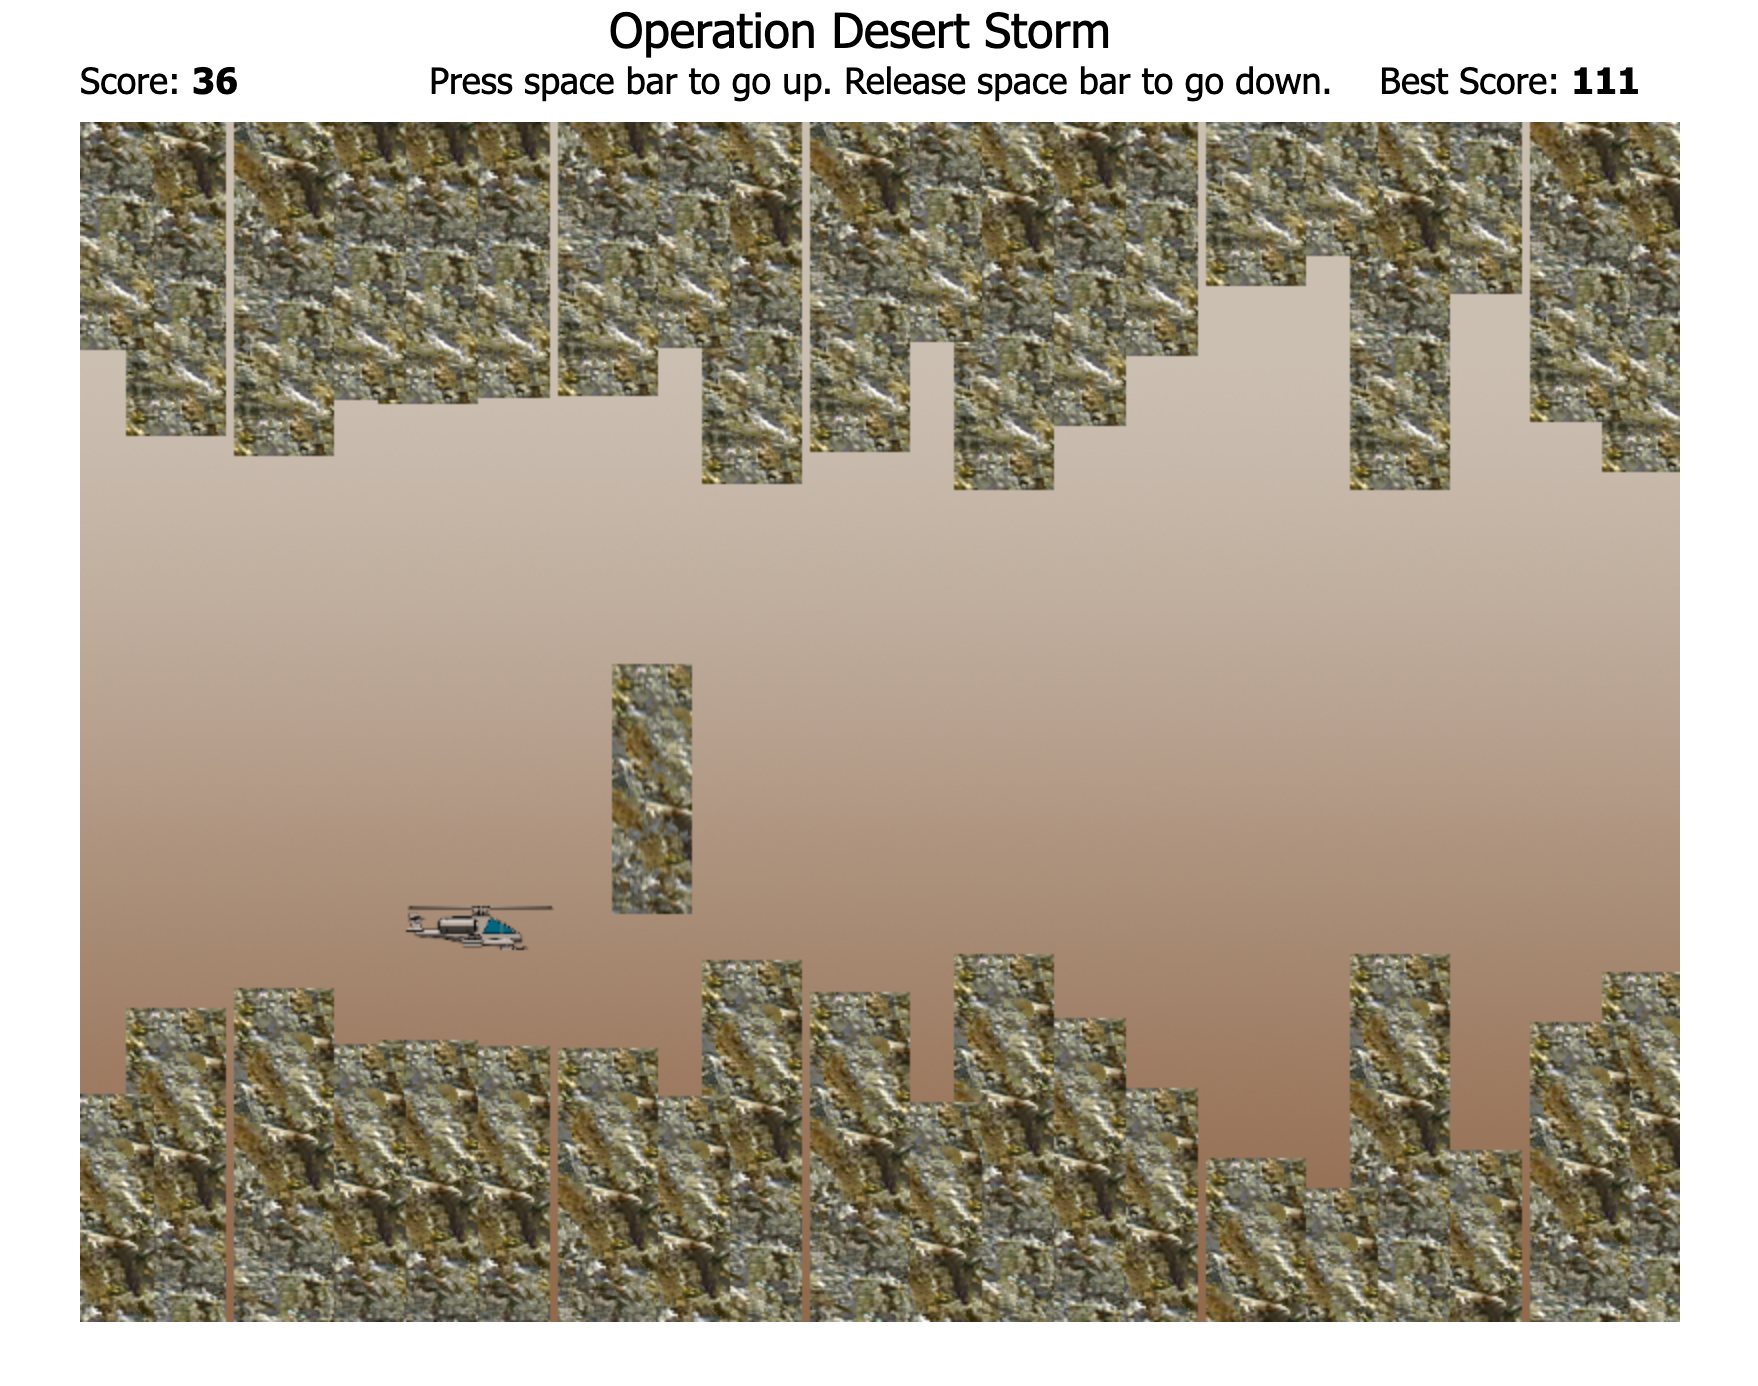 Operation Desert Storm
Score: 36 Press space bar to go up. Release space bar to go down. Best Score: 111